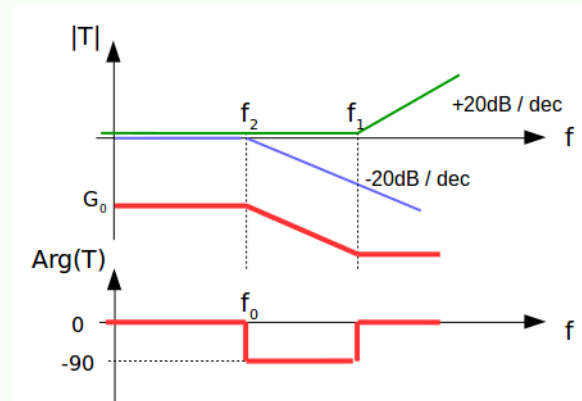 |T|
f₂
f₁
+20dB / dec
f
-20dB / dec
G₀
Arg(T)
f₀
0
f
-90